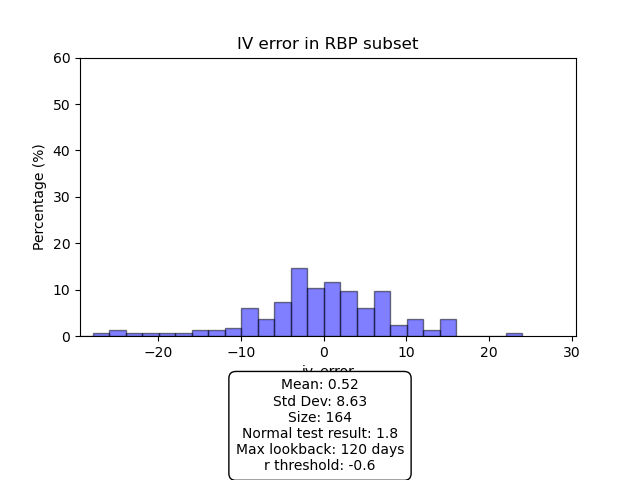 IV error in RBP subset
60
50
40
30
20
10
0
Percentage (%)
−20
−10
0
10
20
30
iv_error
Mean: 0.52
Std Dev: 8.63
Size: 164
Normal test result: 1.8
Max lookback: 120 days
r threshold: -0.6